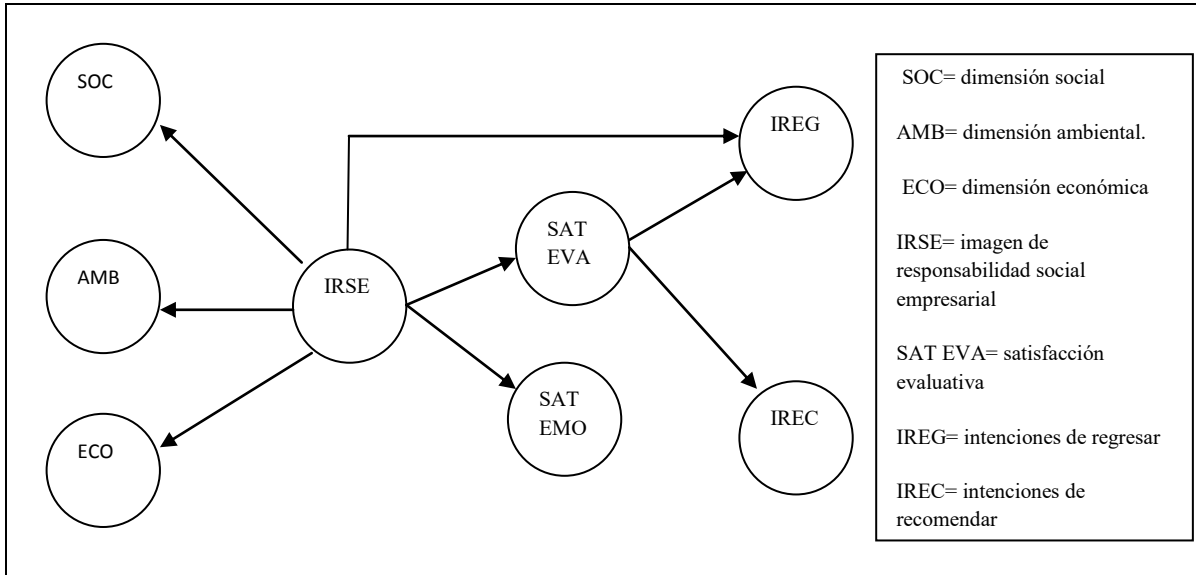 SOC
AMB
ECO
IRSE
SAT
EVA
SAT
EMO
IREG
IREC
SOC= dimensión social
AMB= dimensión ambiental.
ECO= dimensión económica
IRSE= imagen de
responsabilidad social
empresarial
SAT EVA= satisfacción
evaluativa
IREG= intenciones de regresar
IREC= intenciones de
recomendar